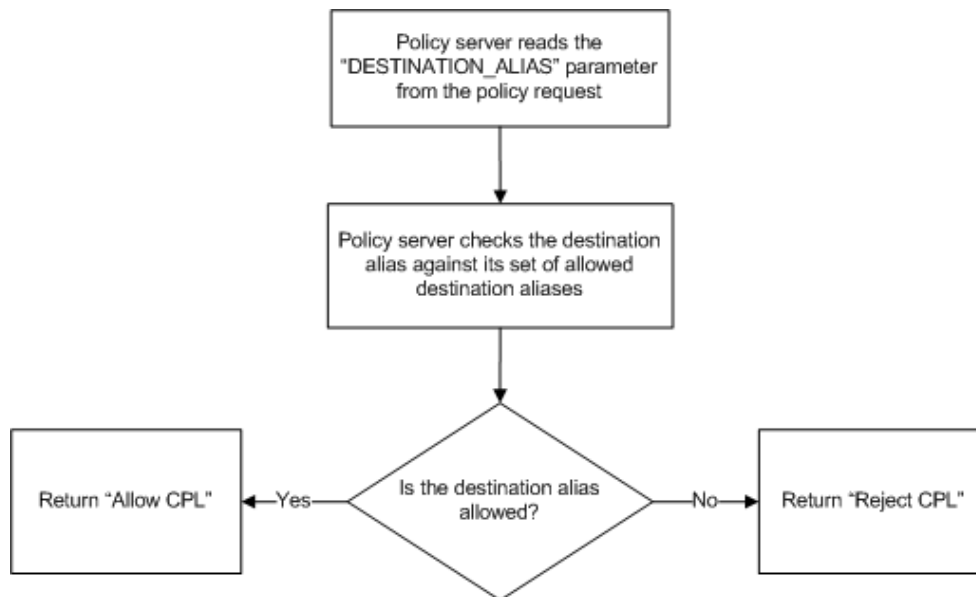 Policy server reads the
“DESTINATION_ALIAS” parameter
from the policy request
Policy server checks the destination
alias against its set of allowed
destination aliases
Is the destination alias
allowed?
Yes
No
Return “Allow CPL”
Return “Reject CPL”